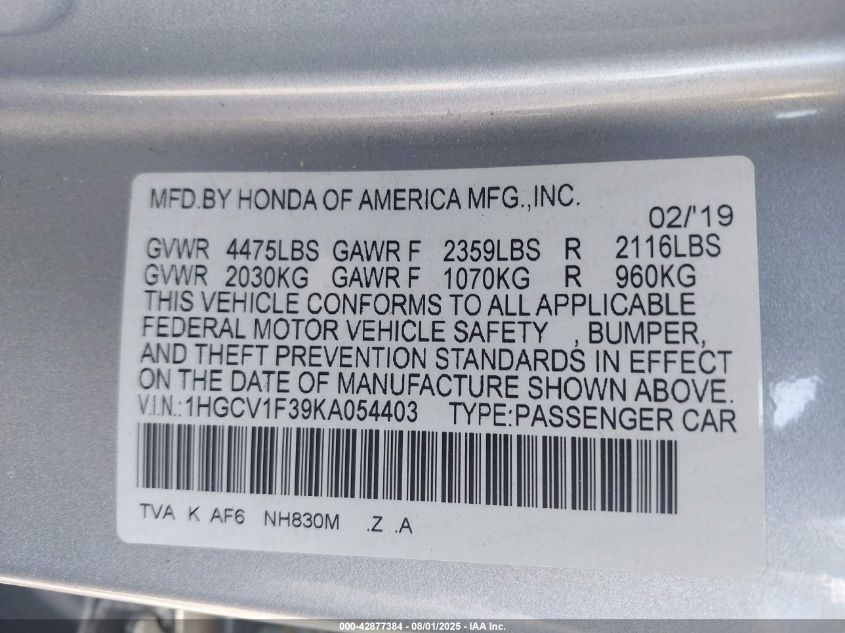 MFD.BY HONDA OF AMERICA MFG.,INC.
02/'19
GVWR 4475LBS GAWR F 2359LBS R 2116LBS
GVWR 2030KG GAWR F 1070KG R 960KG
THIS VEHICLE CONFORMS TO ALL APPLICABLE
FEDERAL MOTOR VEHICLE SAFETY , BUMPER,
AND THEFT PREVENTION STANDARDS IN EFFECT
ON THE DATE OF MANUFACTURE SHOWN ABOVE.
V.I.N.:1HGCV1F39KA054403 TYPE:PASSENGER CAR
TVA K AF6 NH830M .Z .A
000-42877384 - 08/01/2025 - IAA Inc.